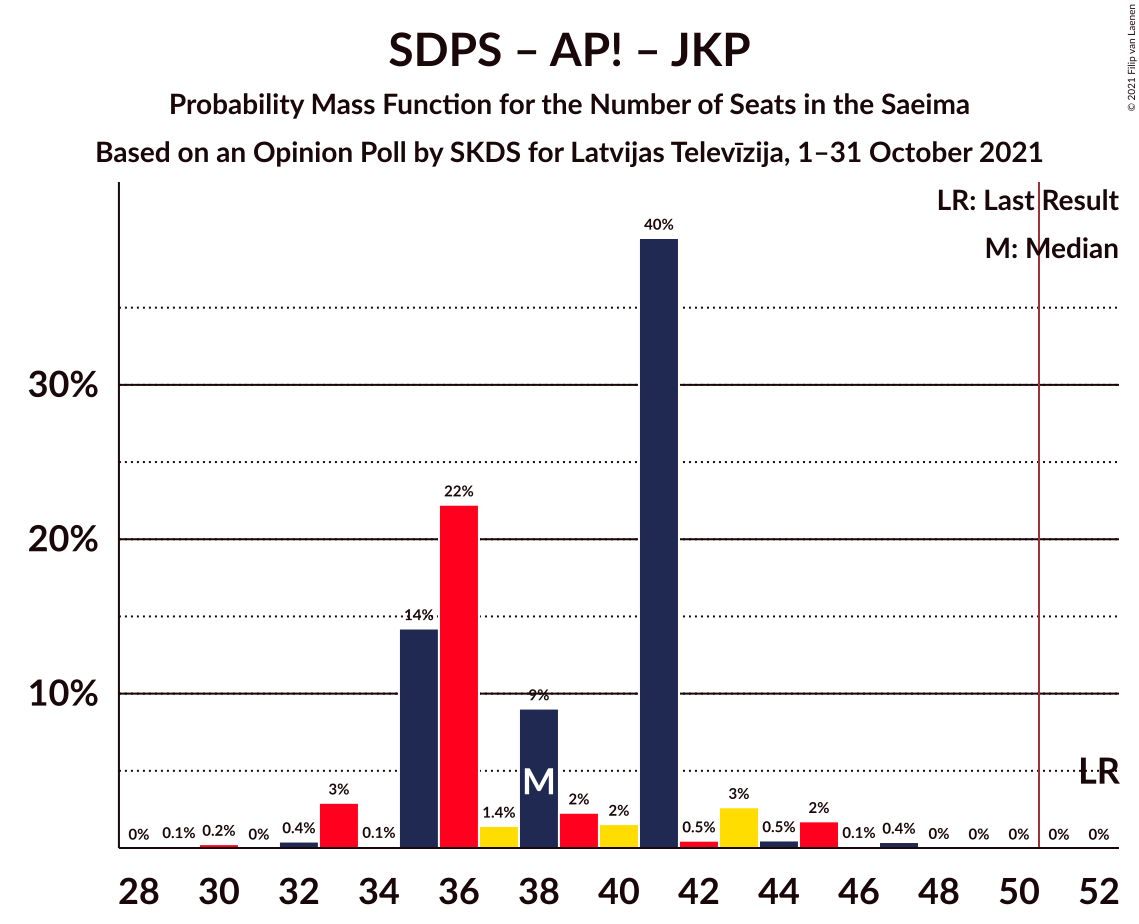 SDPS – AP! – JKP
Probability Mass Function for the Number of Seats in the Saeima
Based on an Opinion Poll by SKDS for Latvijas Televīzija, 1–31 October 2021
© 2021 Filip van Laenen
LR: Last Result
M: Median
40%
30%
22%
20%
14%
10%
9%
M
LR
3%
3%
2%
2%
2%
1.4%
0% 0.1% 0.2% 0% 0.4% 0.1% 0.5% 0.5% 0.1% 0.4% 0% 0% 0% 0% 0%
28 30 32 34 36 38 40 42 44 46 48 50 52